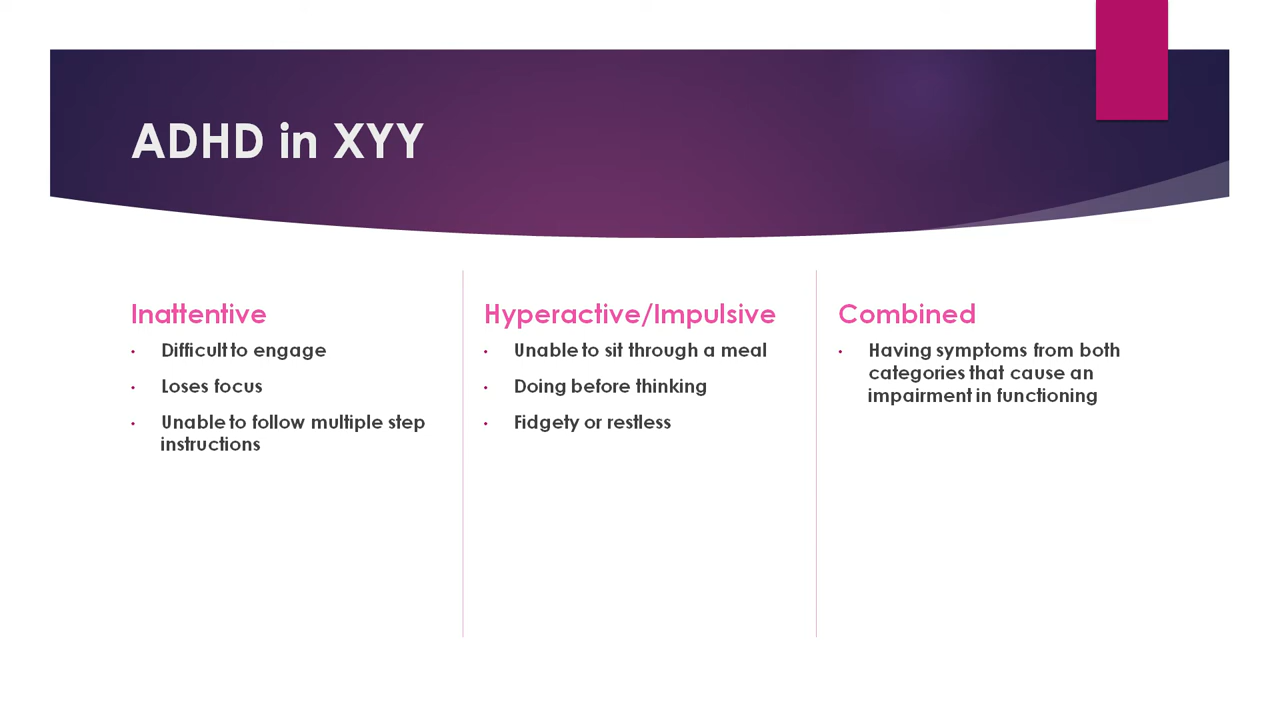 ADHD in XYY
Inattentive
• Difficult to engage
• Loses focus
• Unable to follow multiple step
instructions
Hyperactive/Impulsive
• Unable to sit through a meal
• Doing before thinking
• Fidgety or restless
Combined
• Having symptoms from both
categories that cause an
impairment in functioning